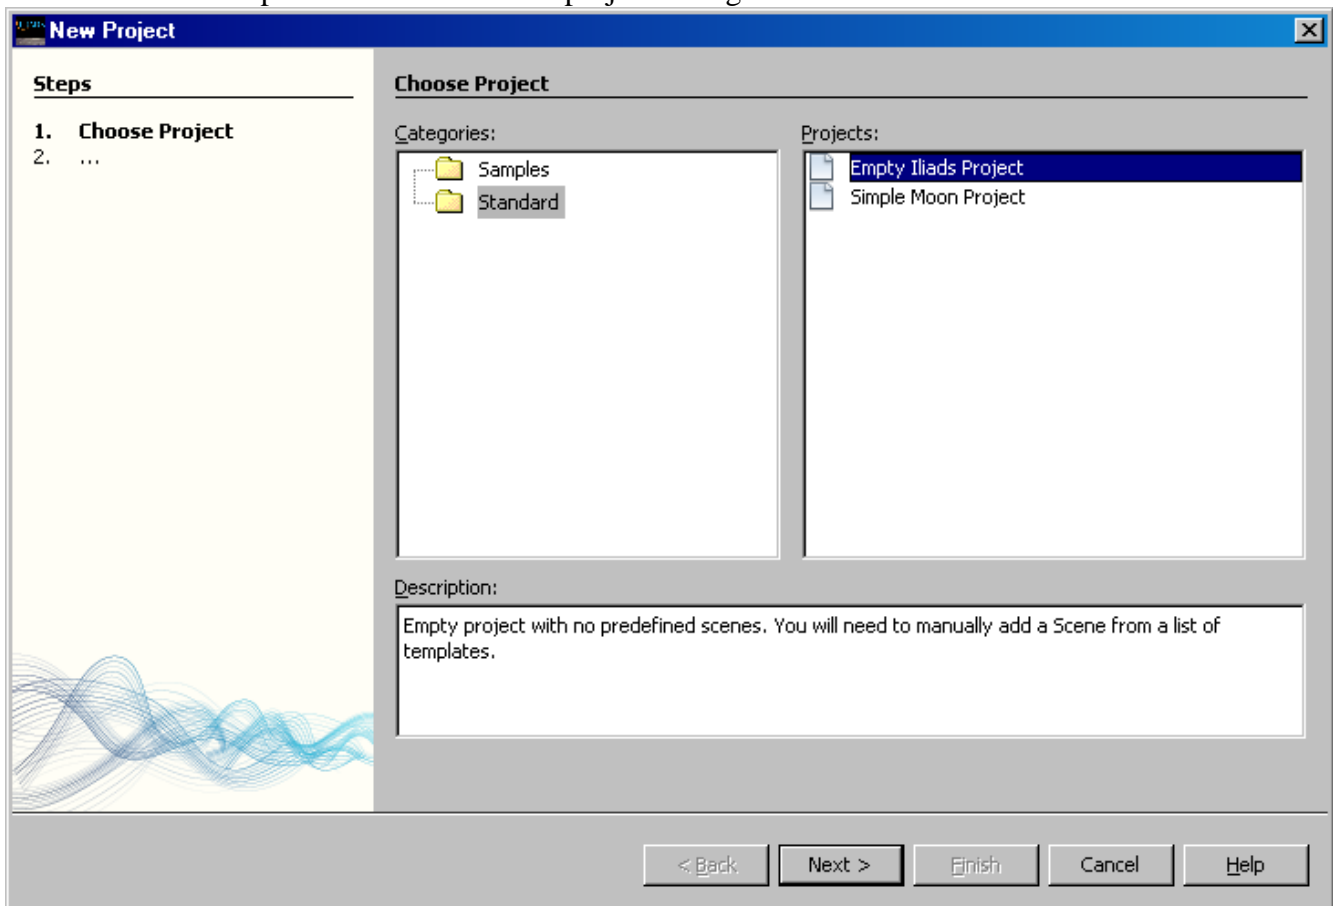 New Project
Steps
1. Choose Project
2. ...
Choose Project
Categories:
Samples
Standard
Projects:
Empty Iliads Project
Simple Moon Project
Description:
Empty project with no predefined scenes. You will need to manually add a Scene from a list of
templates.
< Back
Next >
Finish
Cancel
Help